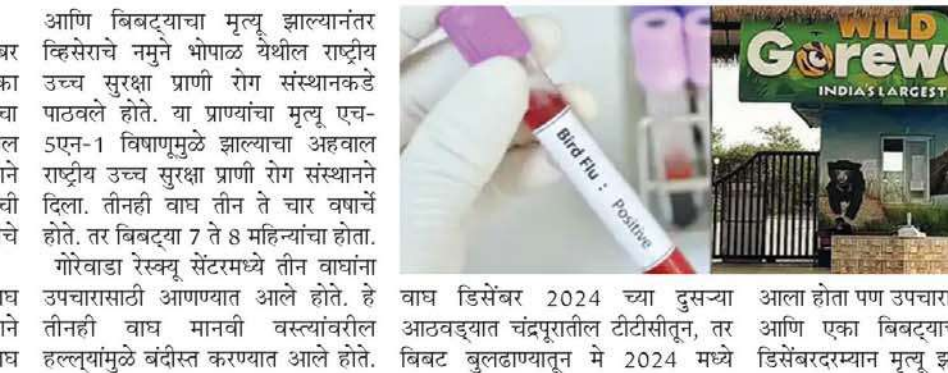 बर
का
चा
ल
ाने
ची
ाचे
घ
ाने
ाघ
आणि बिबट्याचा मृत्यू झाल्यानंतर
व्हिसेराचे नमुने भोपाळ येथील राष्ट्रीय
उच्च सुरक्षा प्राणी रोग संस्थानकडे
पाठवले होते. या प्राण्यांचा मृत्यू एच-
5एन-1 विषाणूमुळे झाल्याचा अहवाल
राष्ट्रीय उच्च सुरक्षा प्राणी रोग संस्थानने
दिला. तीनही वाघ तीन ते चार वषार्चे
होते. तर बिबट्या 7 ते 8 महिन्यांचा होता.
गोरेवाडा रेस्क्यू सेंटरमध्ये तीन वाघांना
उपचारासाठी आणण्यात आले होते. हे
तीनही वाघ मानवी वस्त्यांवरील
हल्ल्यांमुळे बंदीस्त करण्यात आले होते.
Bird Flu :
Positive
WILD
Gorew
INDIA'S LARGEST
वाघ डिसेंबर 2024 च्या दुसऱ्या
आठवड्यात चंद्रपूरातील टीटीसीतून, तर
बिबट बुलढाण्यातून मे 2024 मध्ये
आला होता पण उपचारा
आणि एका बिबट्याच
डिसेंबरदरम्यान मृत्यू झ